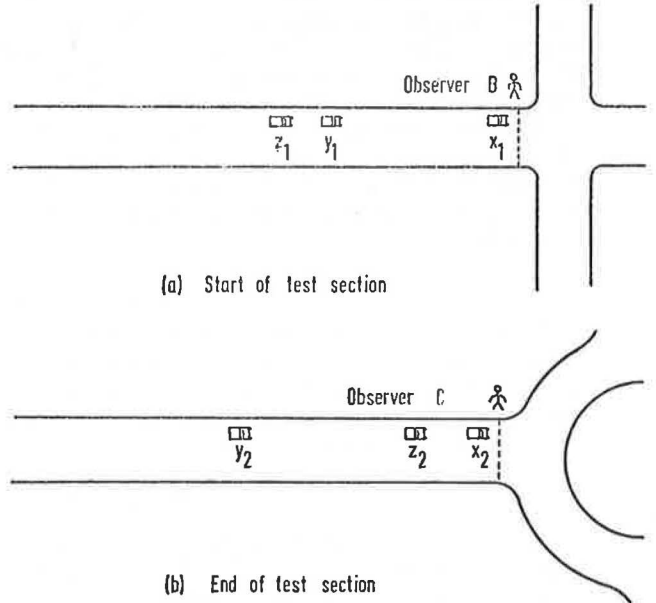 Observer B
z1 y1 x1
(a) Start of test section
Observer C
y2 z2 x2
(b) End of test section